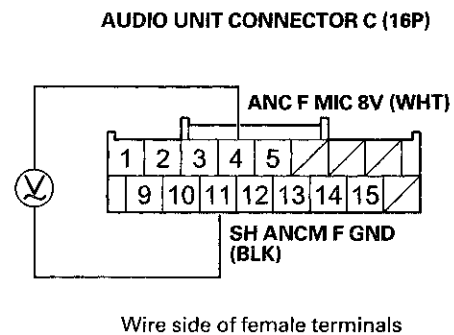 AUDIO UNIT CONNECTOR C (16P)
ANC F MIC 8V (WHT)
1 2 3 4 5
V
9 10 11 12 13 14 15
SH ANCM F GND
(BLK)
Wire side of female terminals